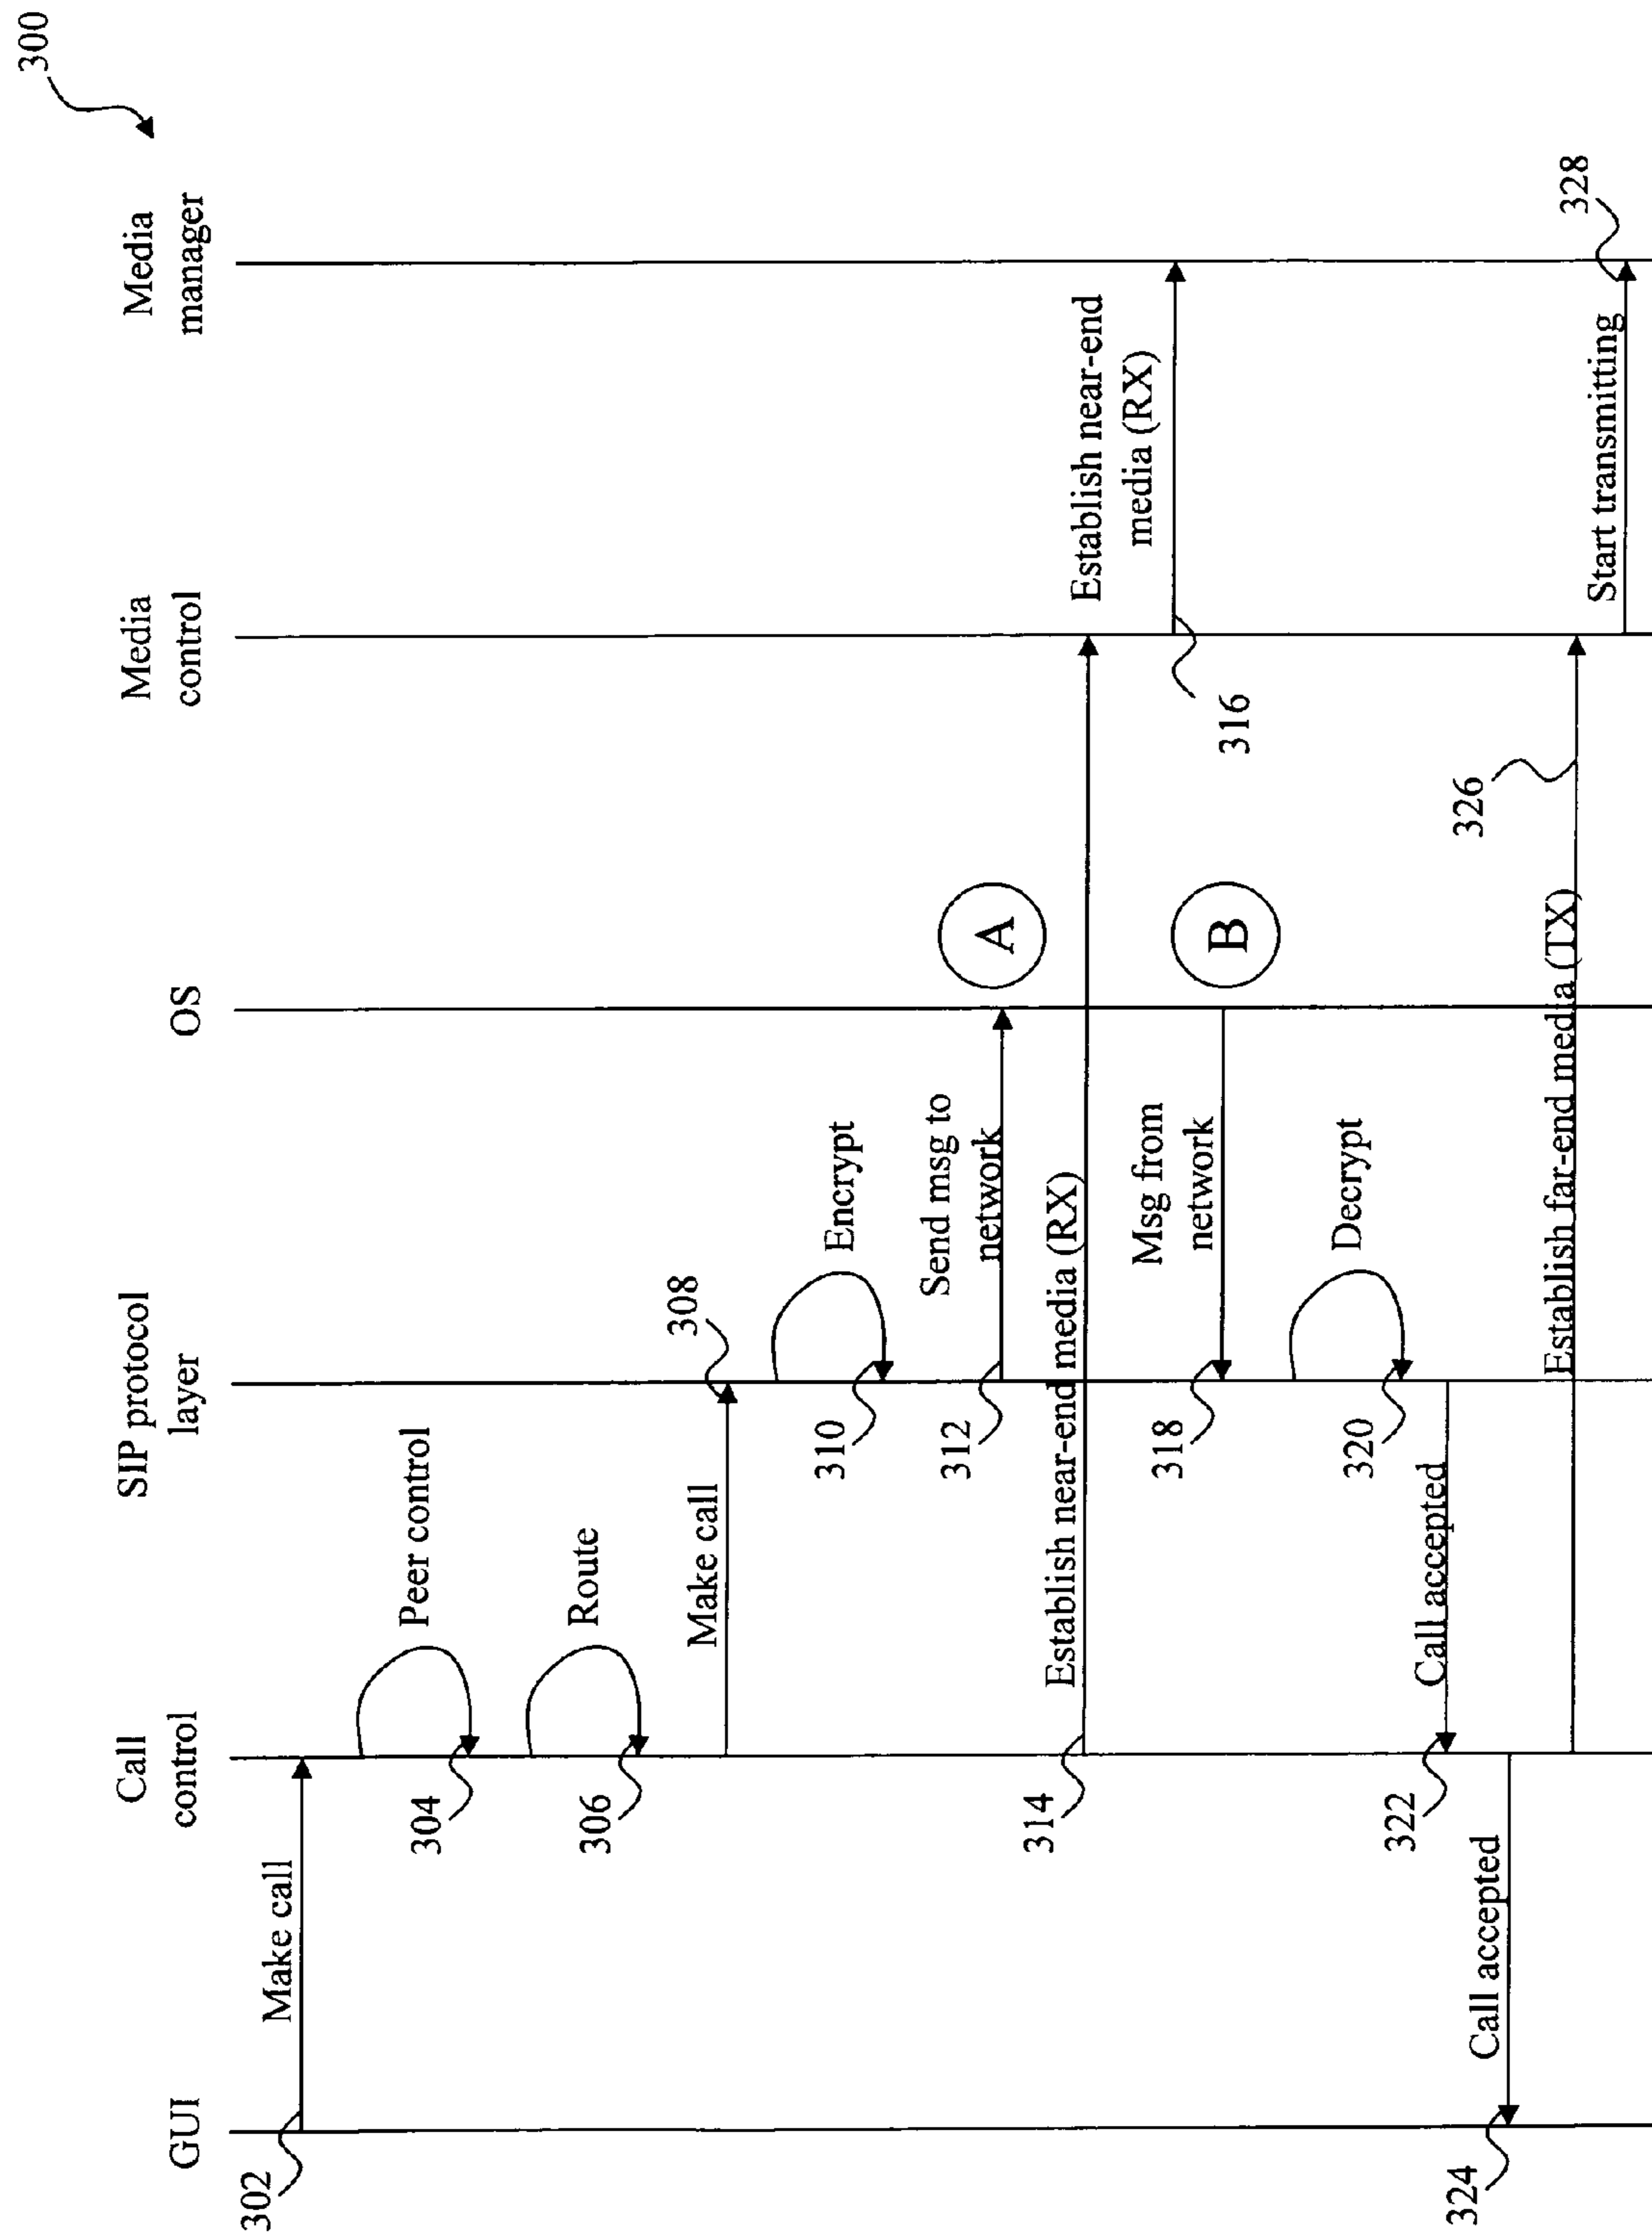 300
GUI
Call
control
SIP protocol
layer
OS
Media
control
Media
manager
302
Make call
Peer control
304
Route
306
Make call
308
Encrypt
310
Send msg to
network
312
A
Establish near-end media (RX)
314
Establish near-end
media (RX)
316
Msg from
network
318
B
Decrypt
320
Call accepted
322
Call accepted
324
Establish far-end media (TX)
326
Start transmitting
328